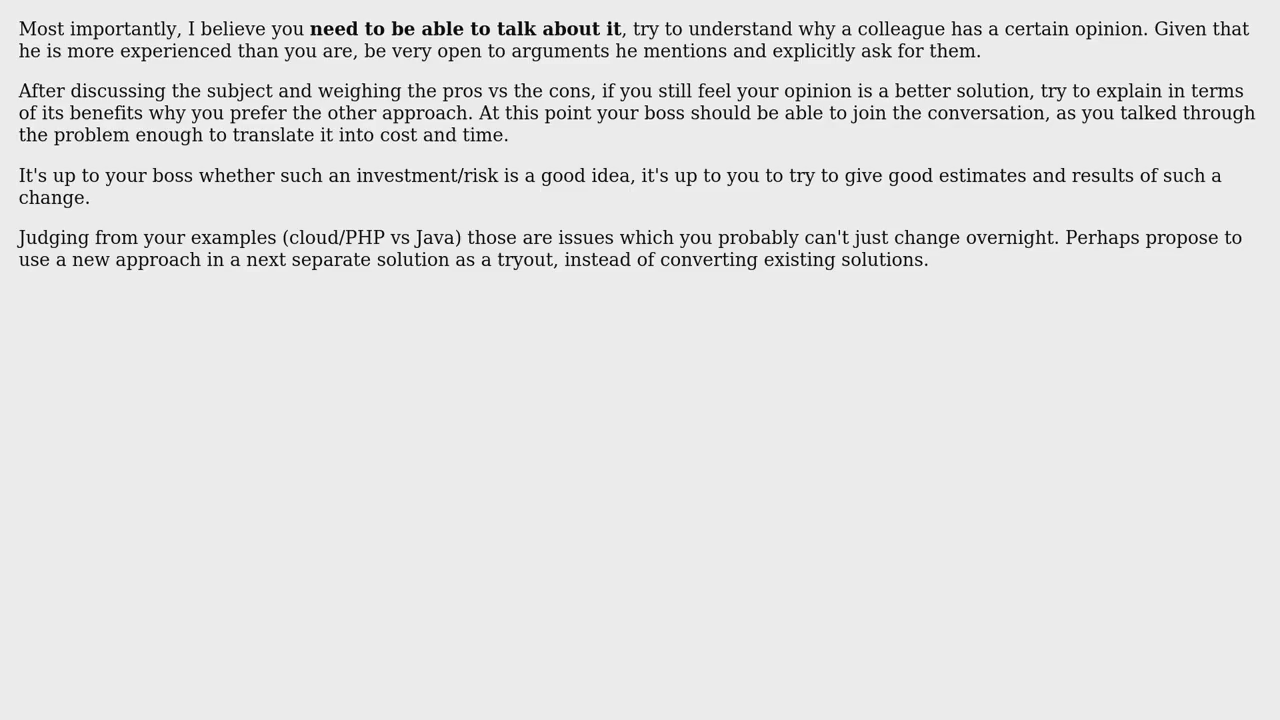 Most importantly, I believe you need to be able to talk about it, try to understand why a colleague has a certain opinion. Given that
he is more experienced than you are, be very open to arguments he mentions and explicitly ask for them.
After discussing the subject and weighing the pros vs the cons, if you still feel your opinion is a better solution, try to explain in terms
of its benefits why you prefer the other approach. At this point your boss should be able to join the conversation, as you talked through
the problem enough to translate it into cost and time.
It's up to your boss whether such an investment/risk is a good idea, it's up to you to try to give good estimates and results of such a
change.
Judging from your examples (cloud/PHP vs Java) those are issues which you probably can't just change overnight. Perhaps propose to
use a new approach in a next separate solution as a tryout, instead of converting existing solutions.